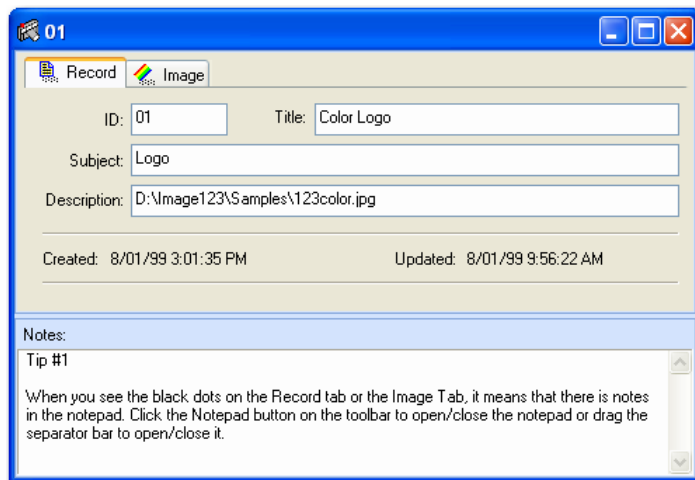 01
Record Image
ID: 01 Title: Color Logo
Subject: Logo
Description: D:\Image123\Samples\123color.jpg
Created: 8/01/99 3:01:35 PM Updated: 8/01/99 9:56:22 AM
Notes:
Tip #1
When you see the black dots on the Record tab or the Image Tab, it means that there is notes
in the notepad. Click the Notepad button on the toolbar to open/close the notepad or drag the
separator bar to open/close it.